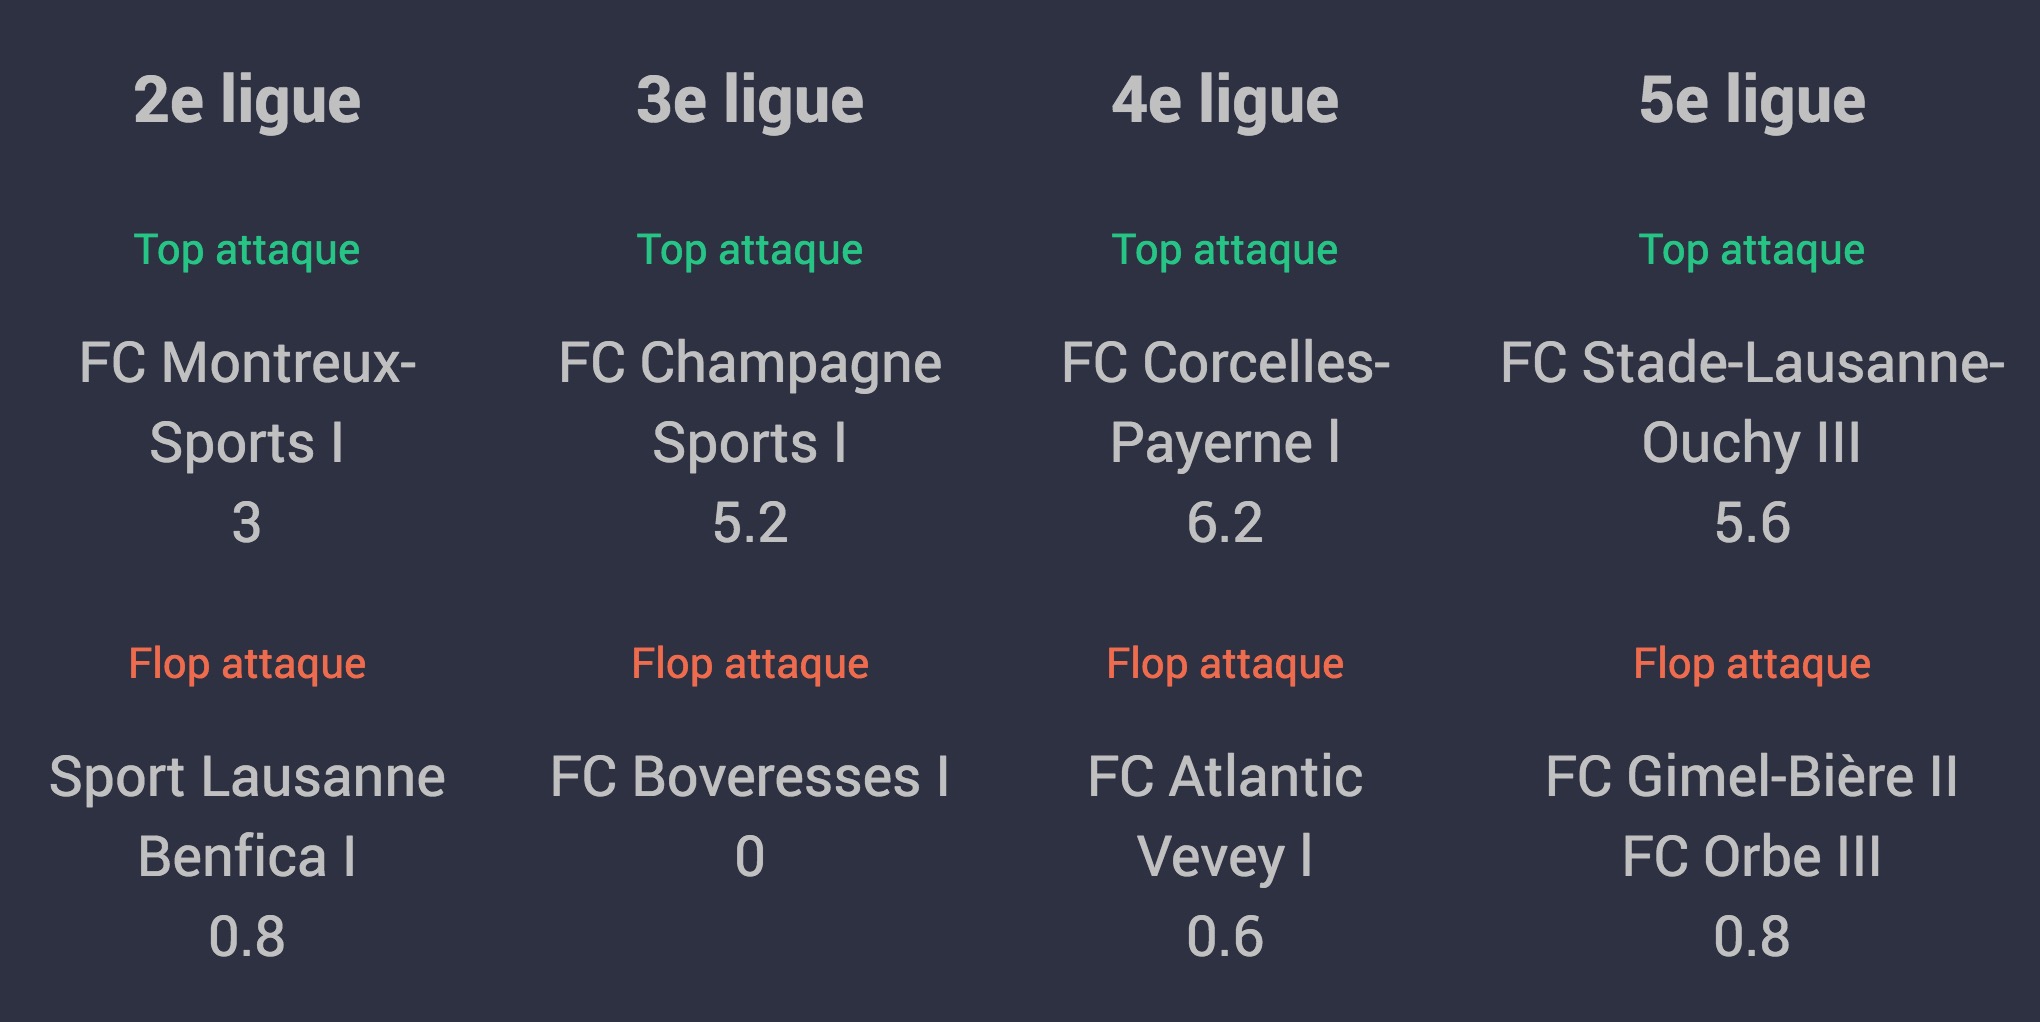 2e ligue
Top attaque
FC Montreux-
Sports I
3
Flop attaque
Sport Lausanne
Benfica I
0.8
3e ligue
Top attaque
FC Champagne
Sports I
5.2
Flop attaque
FC Boveresses I
0
4e ligue
Top attaque
FC Corcelles-
Payerne l
6.2
Flop attaque
FC Atlantic
Vevey l
0.6
5e ligue
Top attaque
FC Stade-Lausanne-
Ouchy III
5.6
Flop attaque
FC Gimel-Bière II
FC Orbe III
0.8